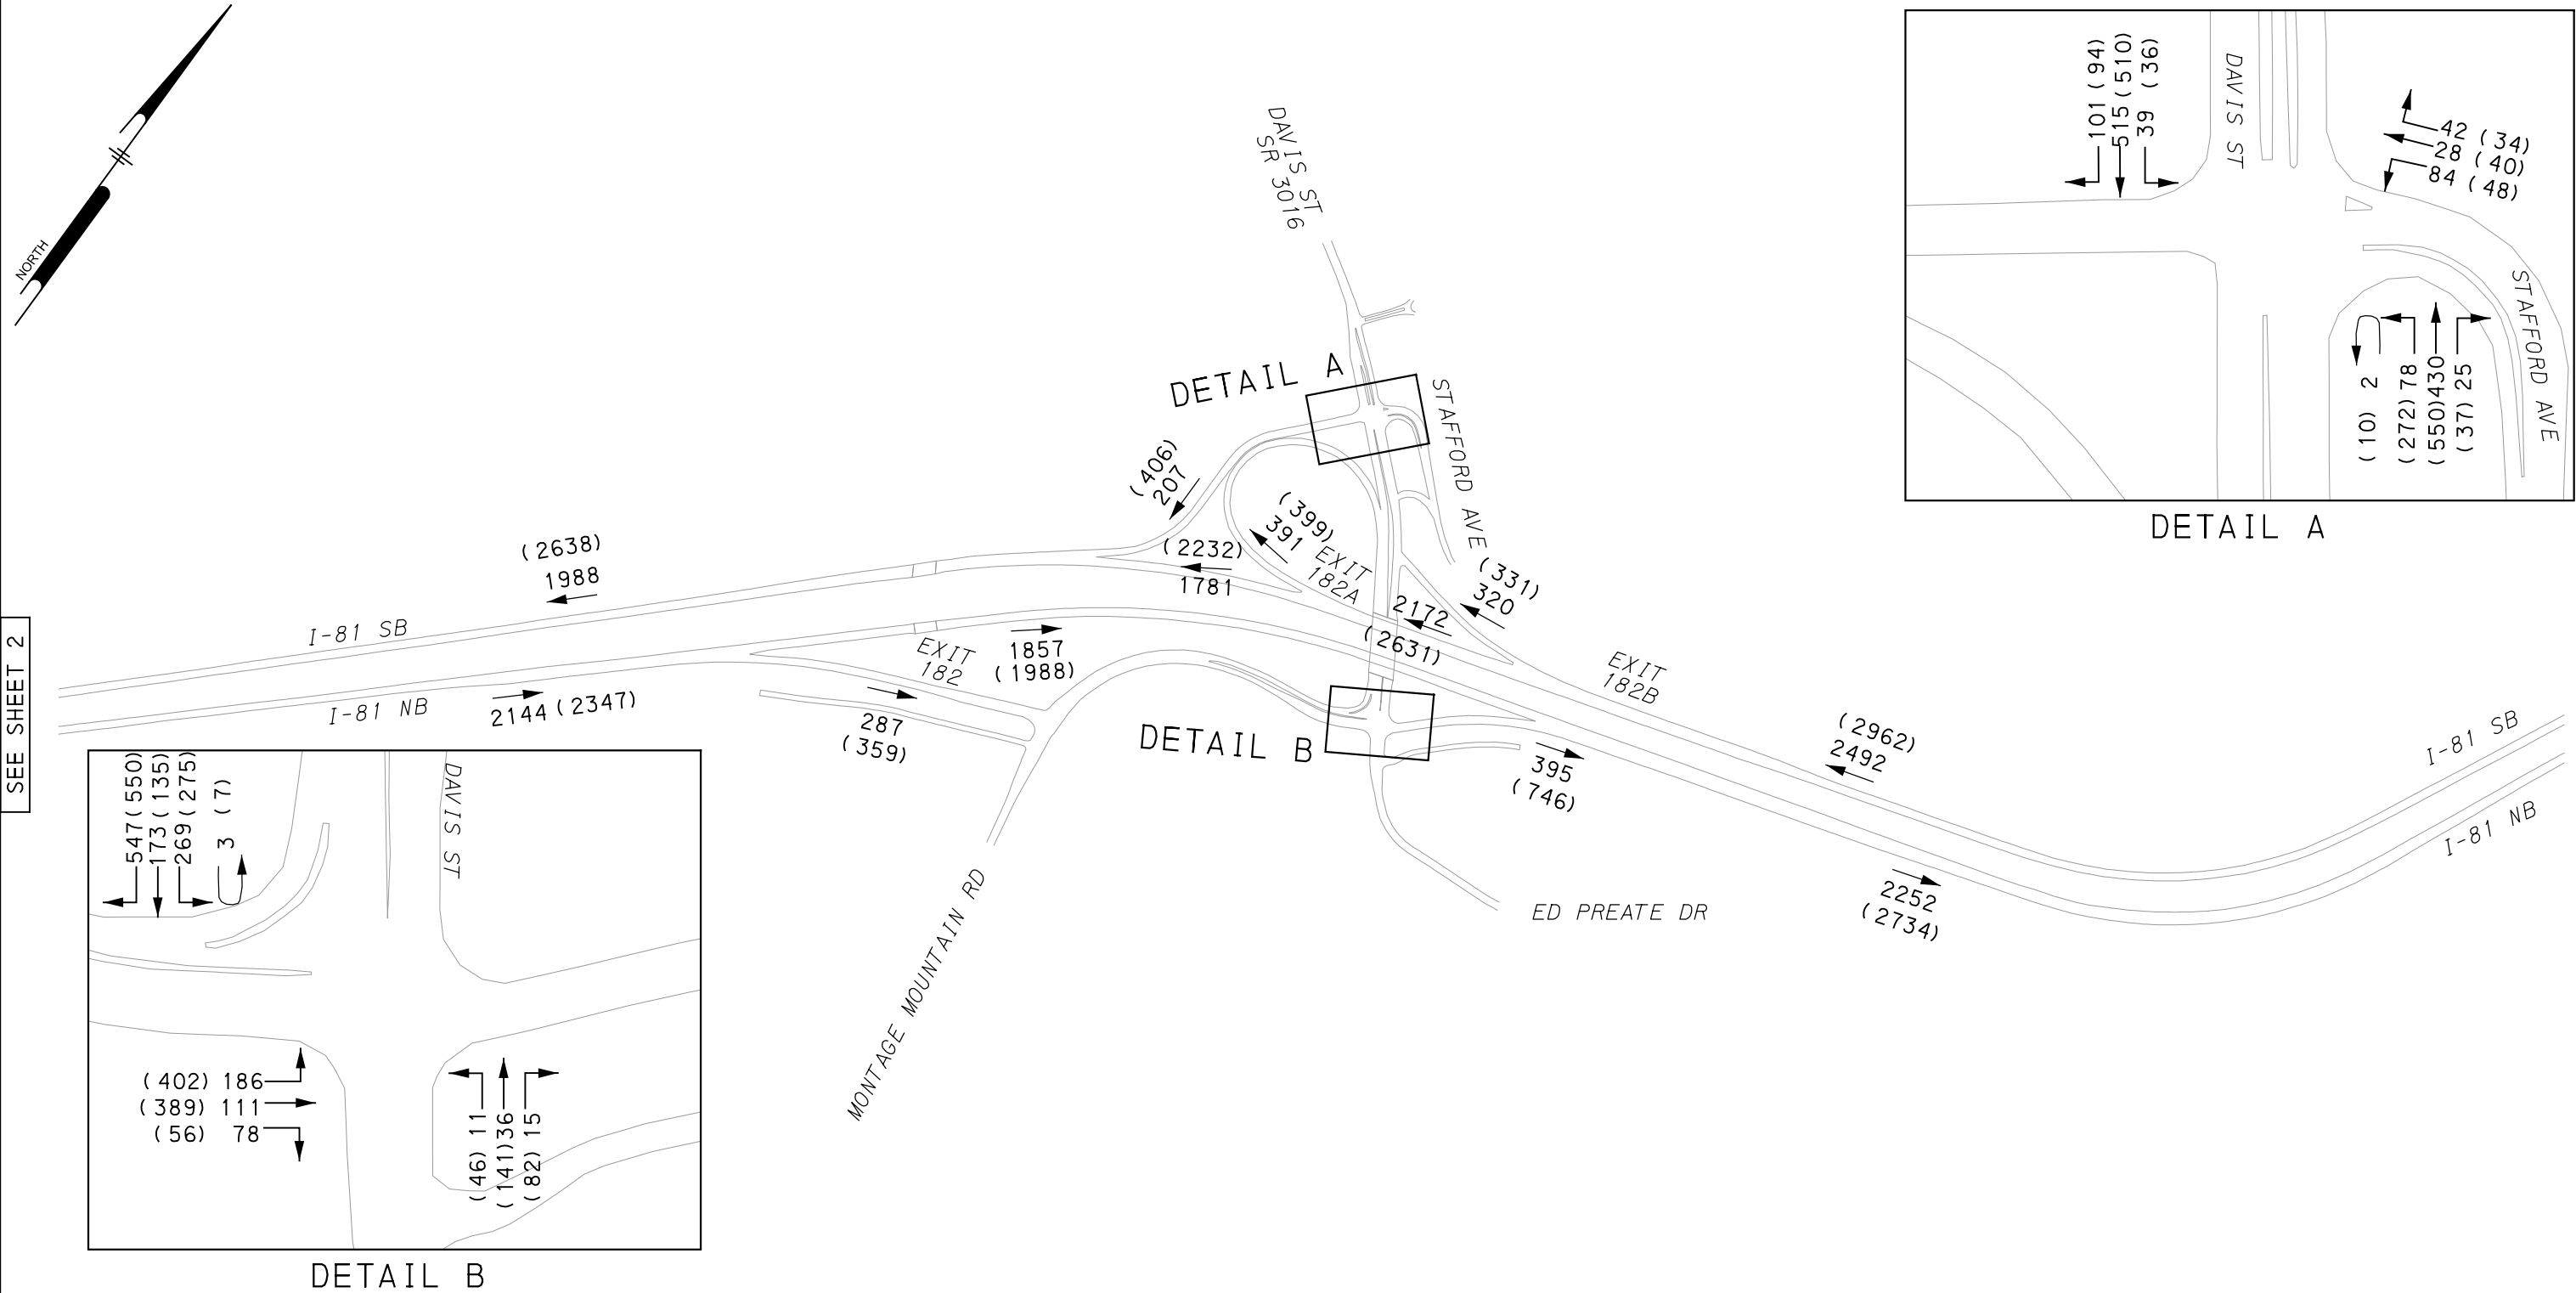 NORTH
SEE SHEET 2
DAVIS ST
SR 3016
DETAIL A
STAFFORD AVE
(406)
207
(399)
391
EXIT
182A
(331)
320
(2638)
1988
(2232)
1781
2172
(2631)
I-81 SB
I-81 NB
2144 (2347)
EXIT
182
1857
(1988)
287
(359)
EXIT
182B
DETAIL B
395
(746)
(2962)
2492
2252
(2734)
I-81 SB
I-81 NB
ED PREATE DR
MONTAGE MOUNTAIN RD
101 (94)
515 (510)
39 (36)
DAVIS ST
42 (34)
28 (40)
84 (48)
STAFFORD AVE
(10) 2
(272) 78
(550) 430
(37) 25
DETAIL A
547 (550)
173 (135)
269 (275)
3 (7)
DAVIS ST
(402) 186
(389) 111
(56) 78
(46) 11
(141) 36
(82) 15
DETAIL B